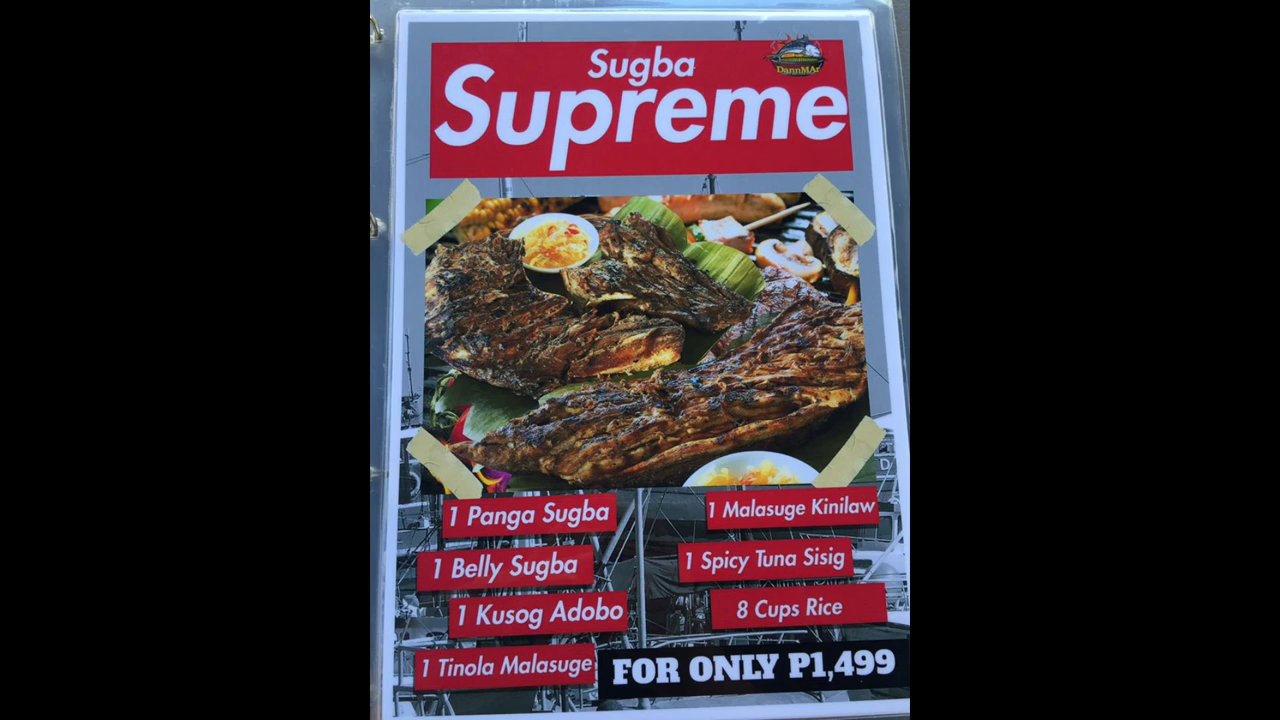 Sugba
Supreme
DannMAr
1 Panga Sugba
1 Belly Sugba
1 Kusog Adobo
1 Tinola Malasuge
1 Malasuge Kinilaw
1 Spicy Tuna Sisig
8 Cups Rice
FOR ONLY P1,499